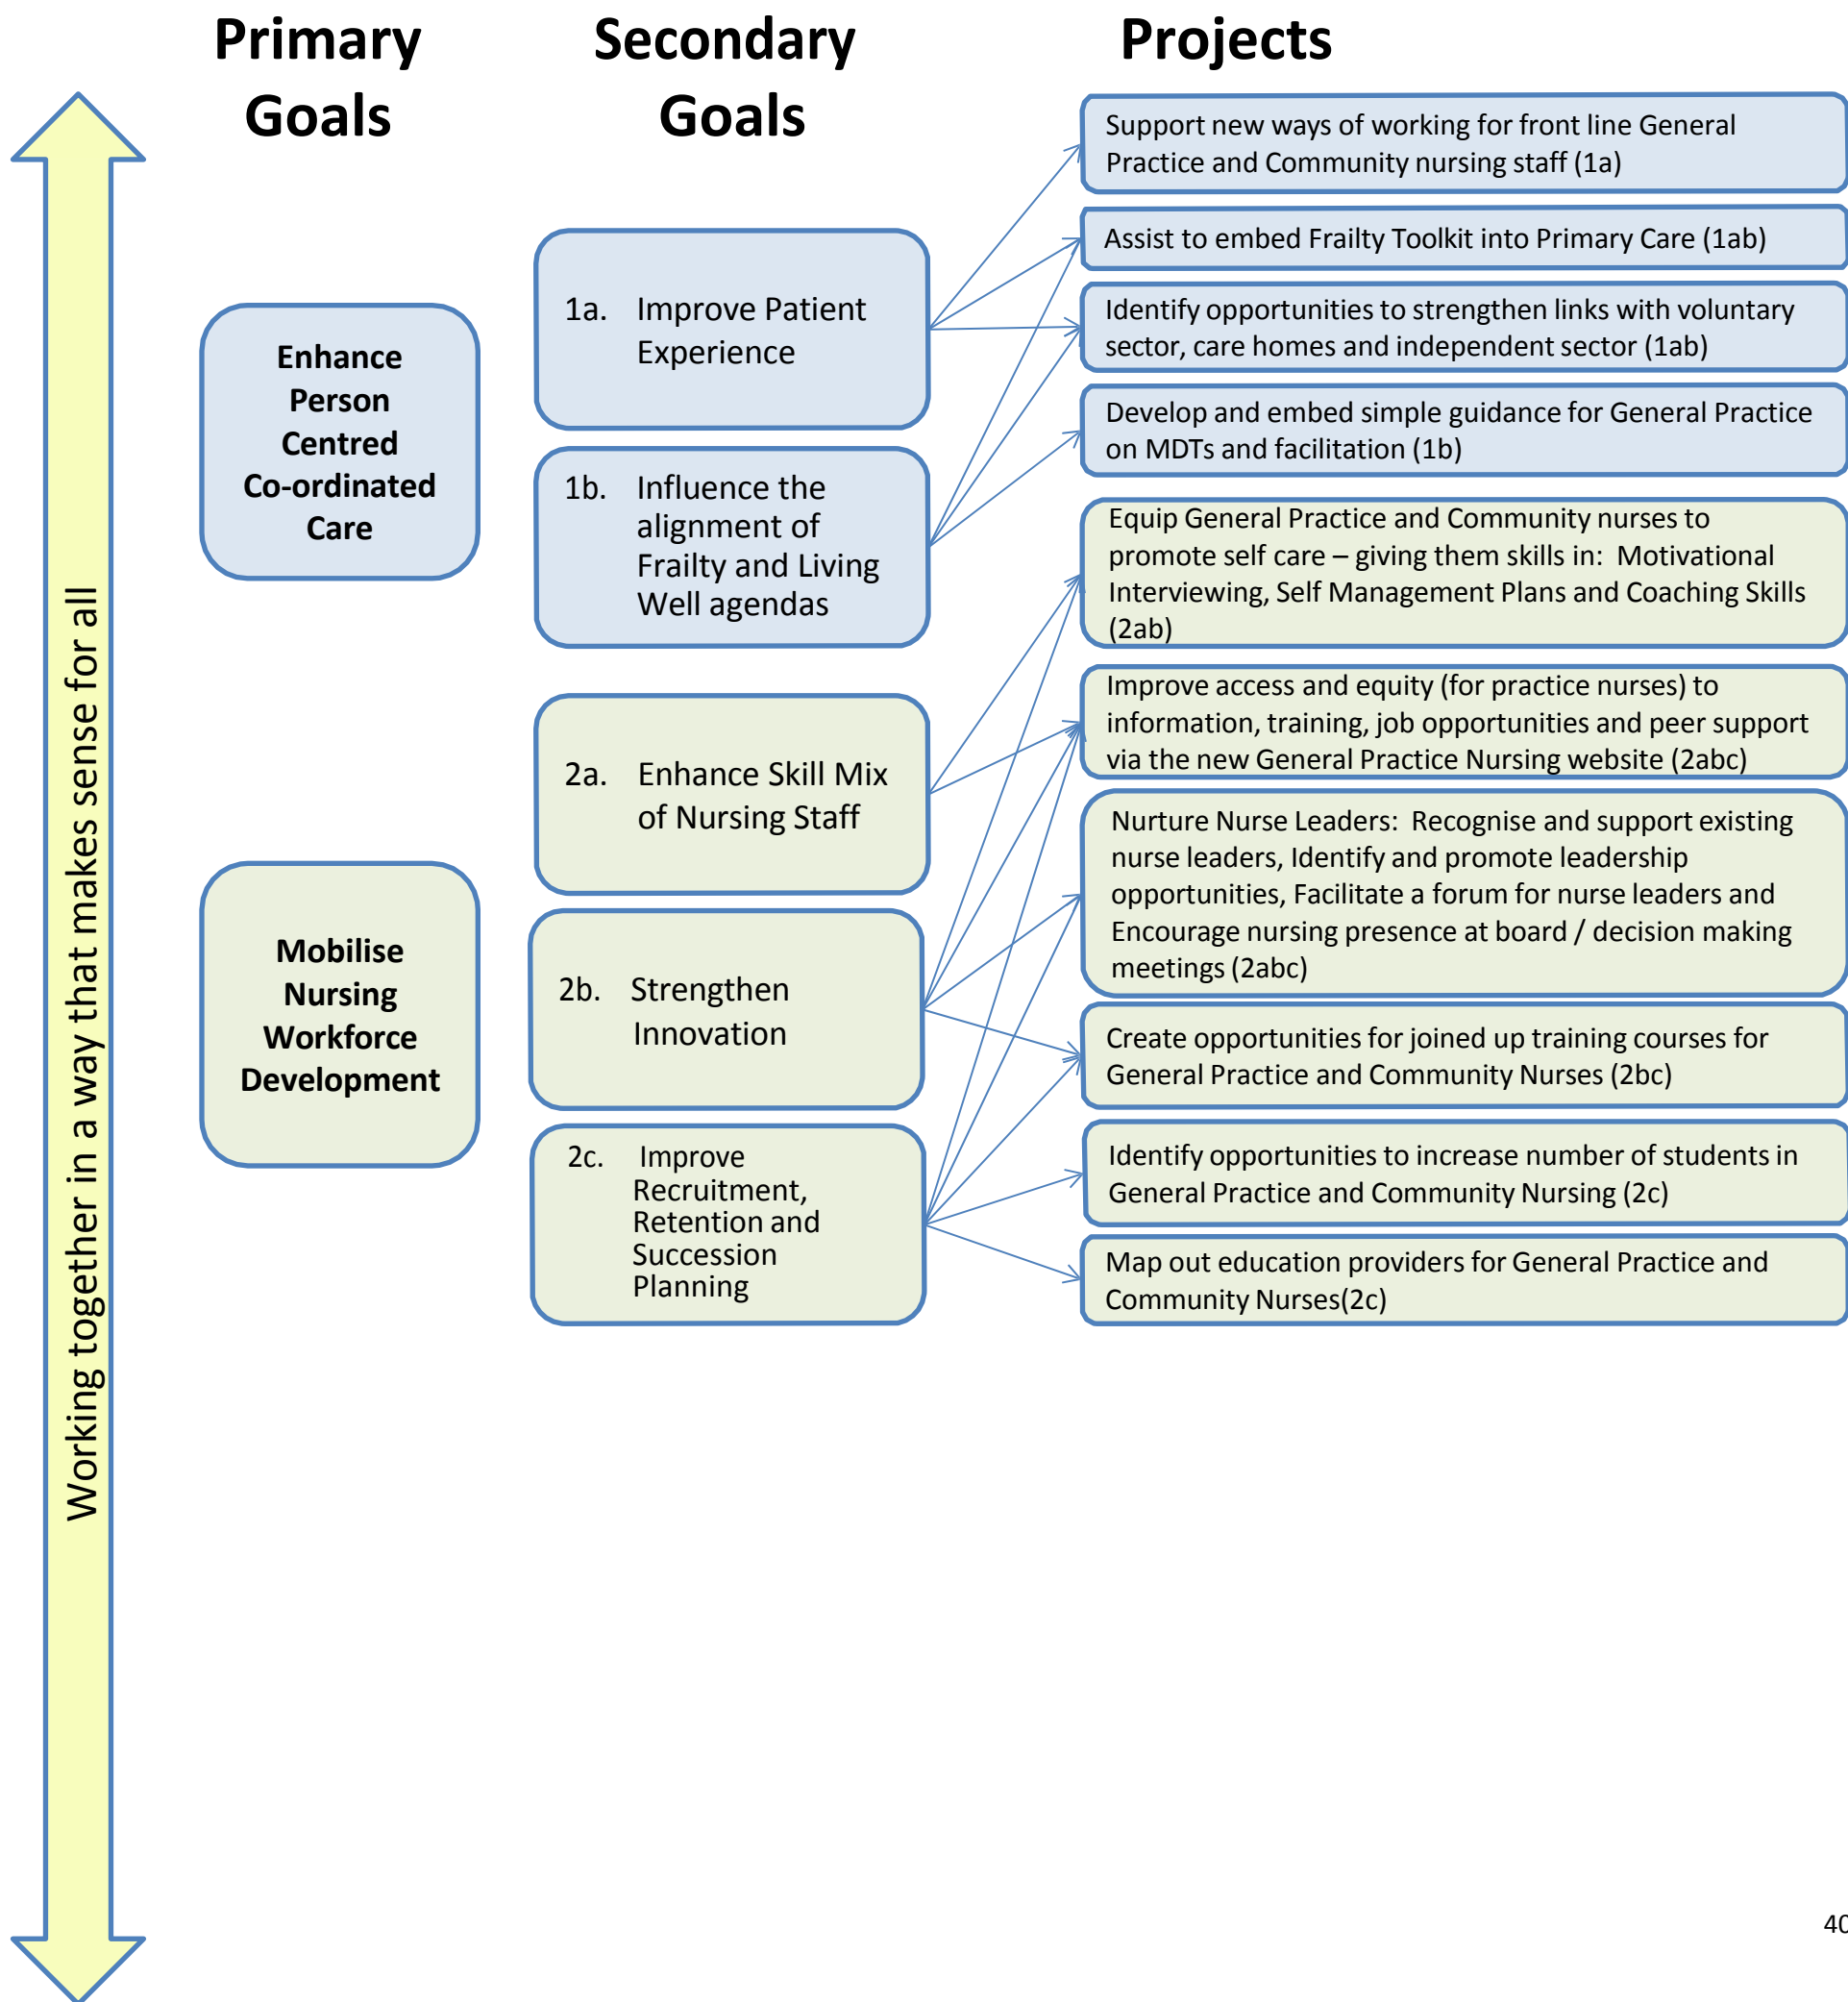 Primary
Goals
Secondary
Goals
Projects
Working together in a way that makes sense for all
Enhance
Person
Centred
Co-ordinated
Care
Mobilise
Nursing
Workforce
Development
1a. Improve Patient
Experience
1b. Influence the
alignment of
Frailty and Living
Well agendas
2a. Enhance Skill Mix
of Nursing Staff
2b. Strengthen
Innovation
2c. Improve
Recruitment,
Retention and
Succession
Planning
Support new ways of working for front line General
Practice and Community nursing staff (1a)
Assist to embed Frailty Toolkit into Primary Care (1ab)
Identify opportunities to strengthen links with voluntary
sector, care homes and independent sector (1ab)
Develop and embed simple guidance for General Practice
on MDTs and facilitation (1b)
Equip General Practice and Community nurses to
promote self care – giving them skills in: Motivational
Interviewing, Self Management Plans and Coaching Skills
(2ab)
Improve access and equity (for practice nurses) to
information, training, job opportunities and peer support
via the new General Practice Nursing website (2abc)
Nurture Nurse Leaders: Recognise and support existing
nurse leaders, Identify and promote leadership
opportunities, Facilitate a forum for nurse leaders and
Encourage nursing presence at board / decision making
meetings (2abc)
Create opportunities for joined up training courses for
General Practice and Community Nurses (2bc)
Identify opportunities to increase number of students in
General Practice and Community Nursing (2c)
Map out education providers for General Practice and
Community Nurses(2c)
40